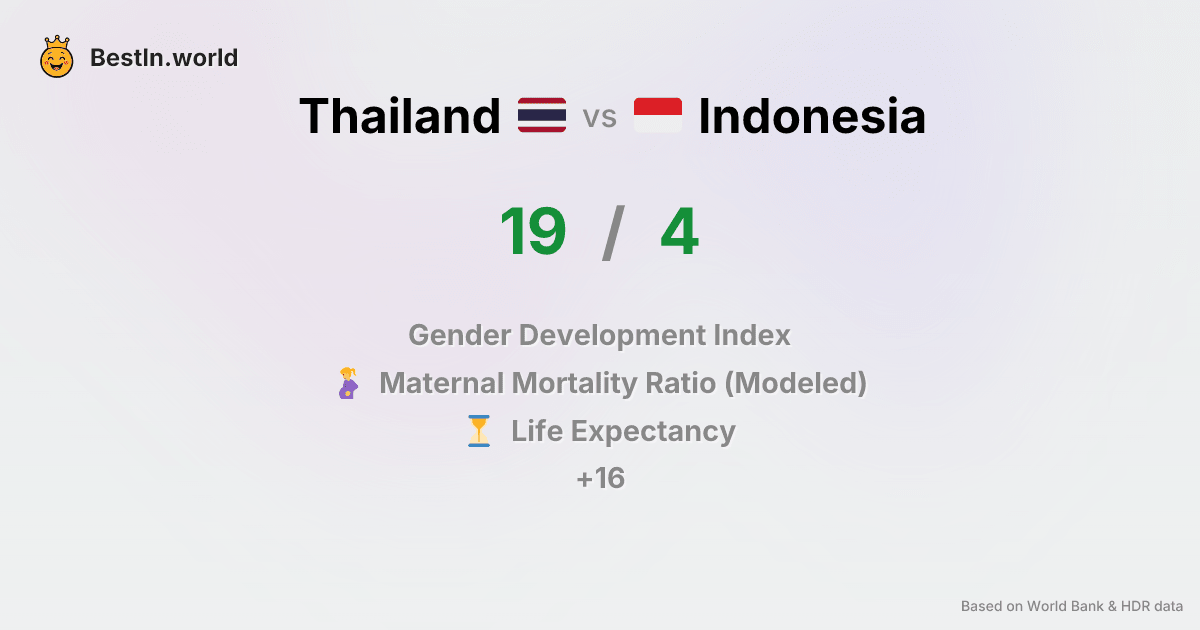 BestIn.world
Thailand vs Indonesia
19 / 4
Gender Development Index
Maternal Mortality Ratio (Modeled)
Life Expectancy
+16
Based on World Bank & HDR data